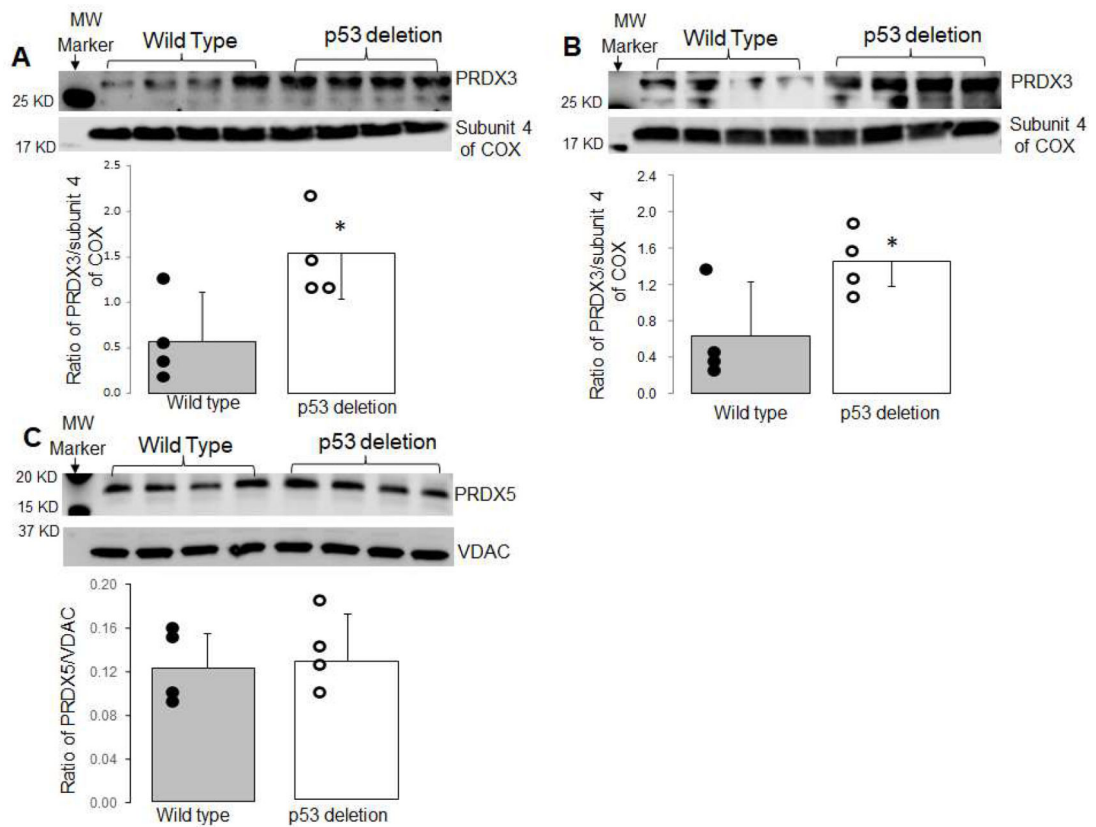 A
MW
Marker
Wild Type
p53 deletion
PRDX3
25 KD
Subunit 4
of COX
17 KD
Ratio of PRDX3/subunit 4
of COX
2.5
2.0
1.5
1.0
0.5
0.0
*
Wild type
p53 deletion
B
MW
Marker
Wild Type
p53 deletion
PRDX3
25 KD
Subunit 4
of COX
17 KD
Ratio of PRDX3/subunit 4
of COX
2.4
2.0
1.6
1.2
0.8
0.4
0.0
*
Wild type
p53 deletion
C
MW
Marker
Wild Type
p53 deletion
20 KD
PRDX5
15 KD
37 KD
VDAC
Ratio of PRDX5/VDAC
0.20
0.16
0.12
0.08
0.04
0.00
Wild type
p53 deletion